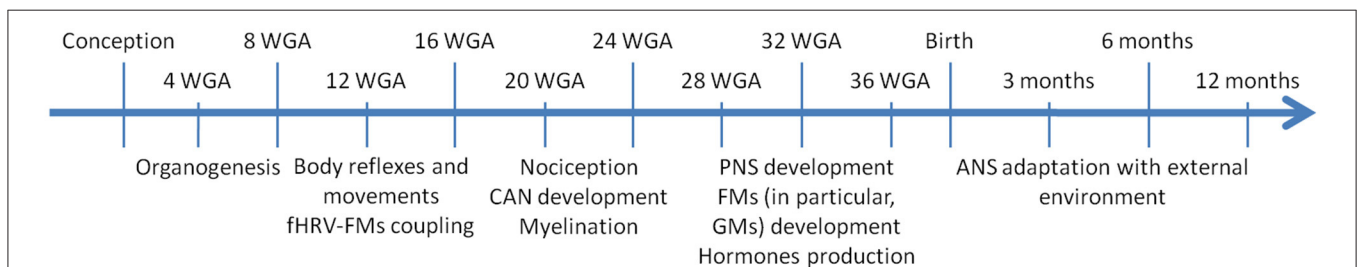 Conception 8 WGA 16 WGA 24 WGA 32 WGA Birth 6 months
4 WGA 12 WGA 20 WGA 28 WGA 36 WGA 3 months 12 months
Organogenesis
Body reflexes and
movements
fHRV-FMs coupling
Nociception
CAN development
Myelination
PNS development
FMs (in particular,
GMs) development
Hormones production
ANS adaptation with external
environment